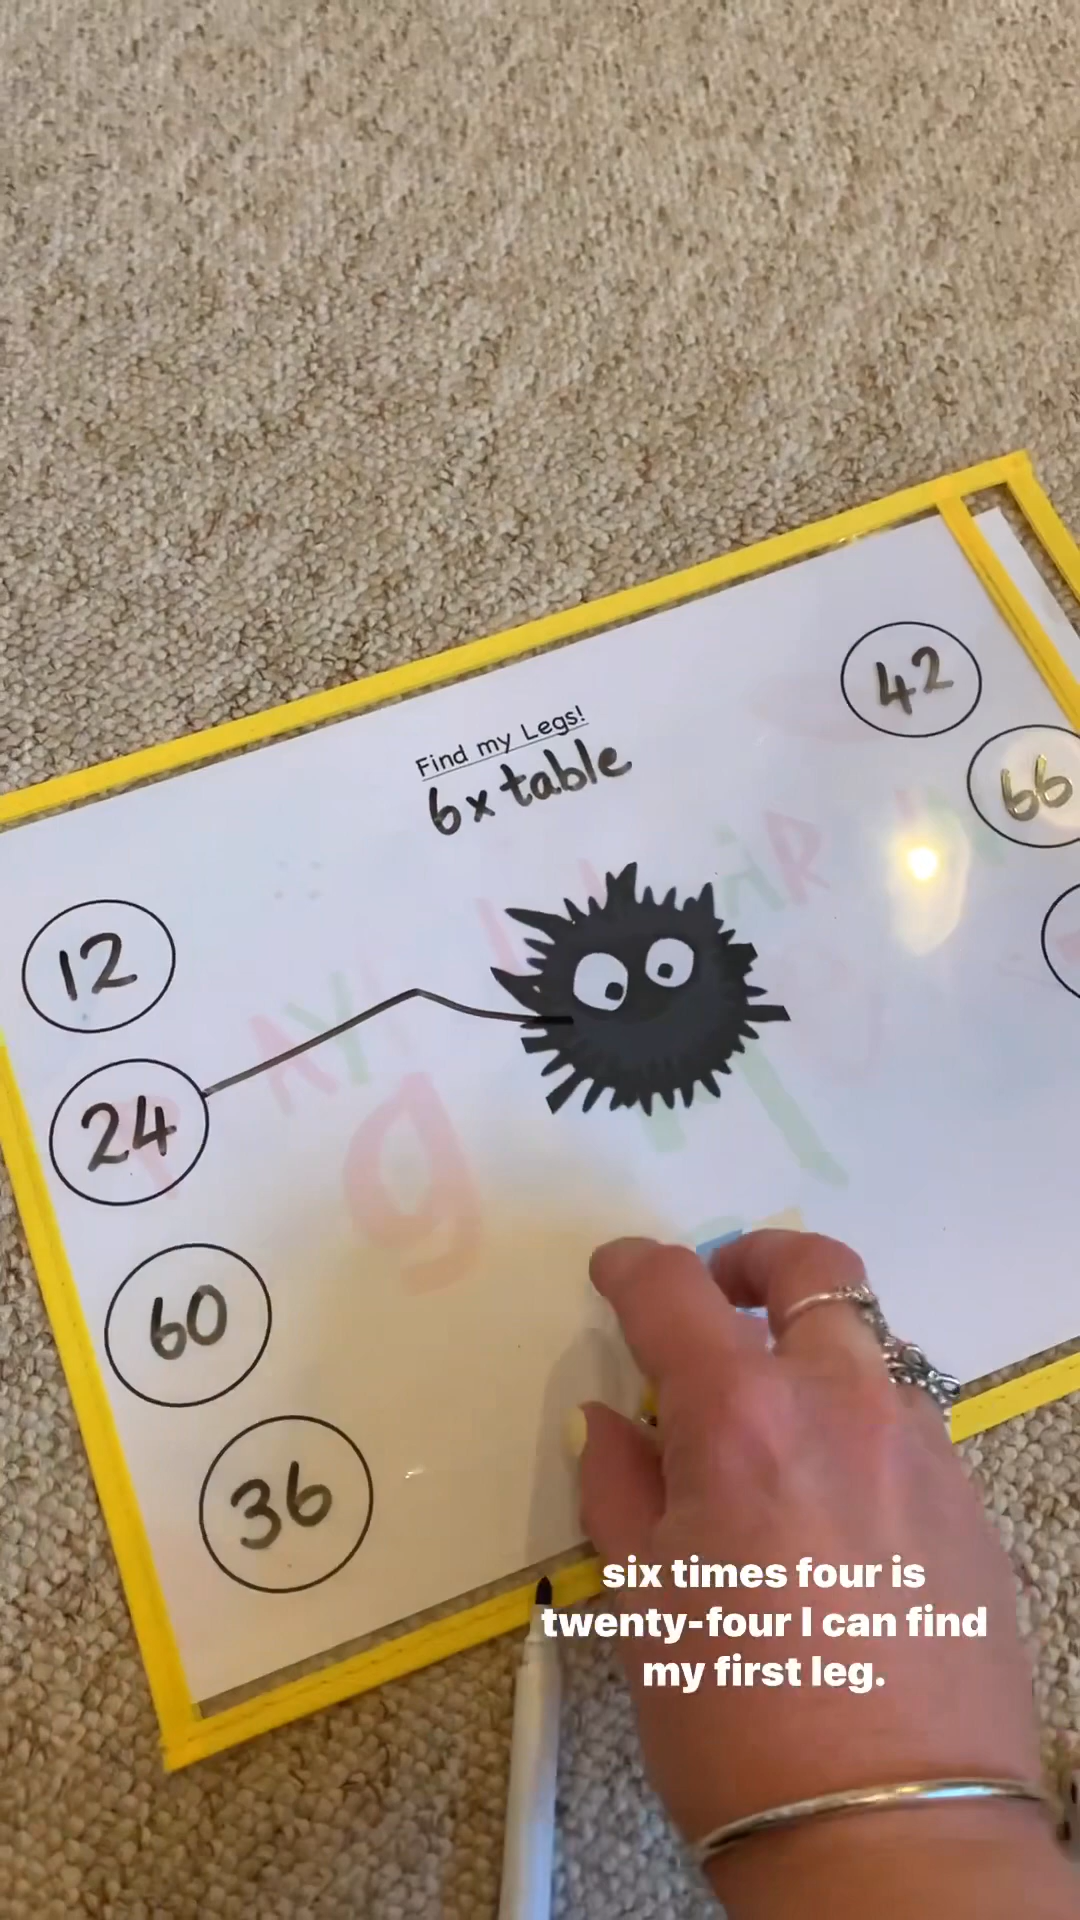 Find my Legs!
6x table
42
66
12
24
60
36
six times four is
twenty-four I can find
my first leg.